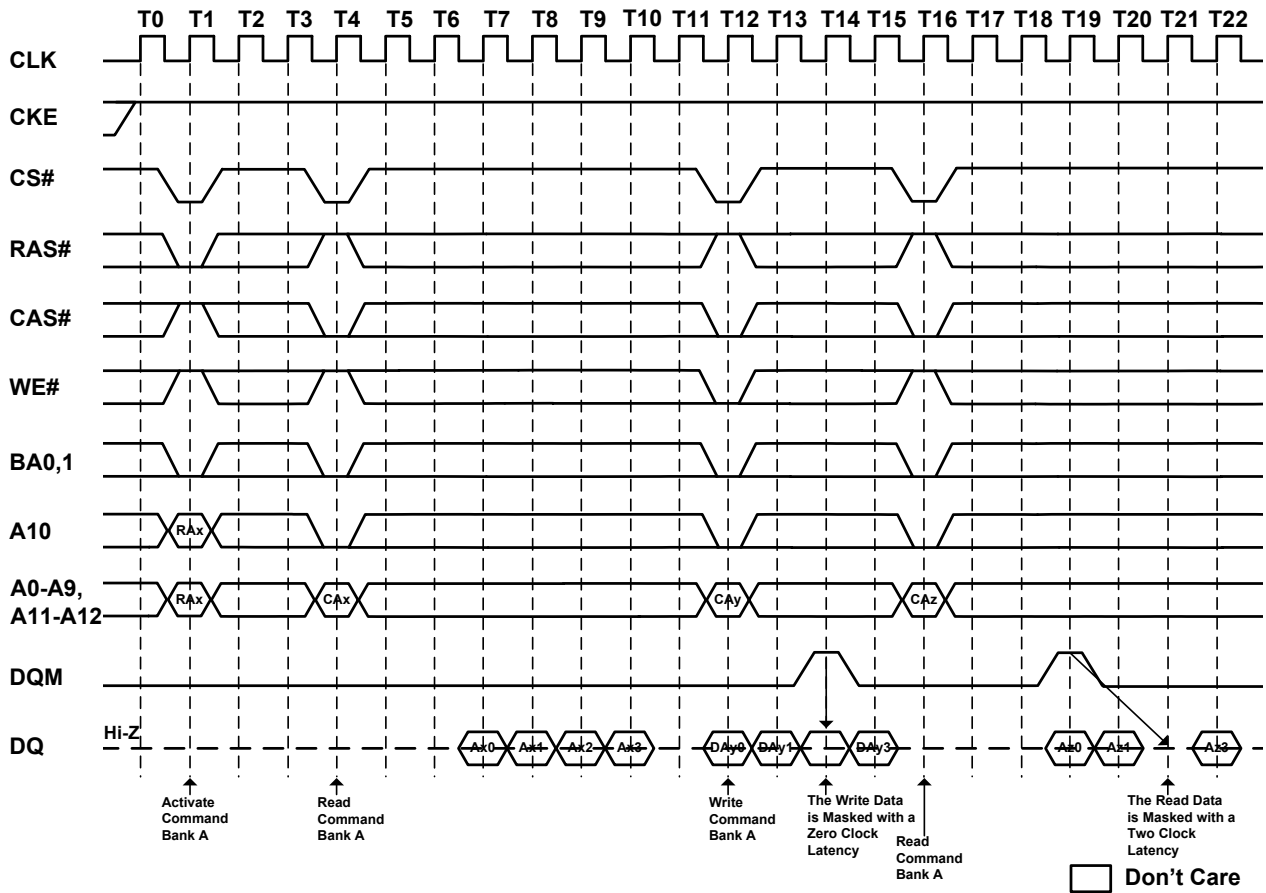 T0 T1 T2 T3 T4 T5 T6 T7 T8 T9 T10 T11 T12 T13 T14 T15 T16 T17 T18 T19 T20 T21 T22
CLK
CKE
CS#
RAS#
CAS#
WE#
BA0,1
A10
RAx
A0-A9,
A11-A12
RAx CAx CAy CAz
DQM
DQ
Hi-Z
Ax0 Ax1 Ax2 Ax3 DAy0 DAy1 DAy3 Az0 Az1 Az3
Activate
Command
Bank A
Read
Command
Bank A
Write
Command
Bank A
The Write Data
is Masked with a
Zero Clock
Latency
Read
Command
Bank A
The Read Data
is Masked with a
Two Clock
Latency
Don't Care